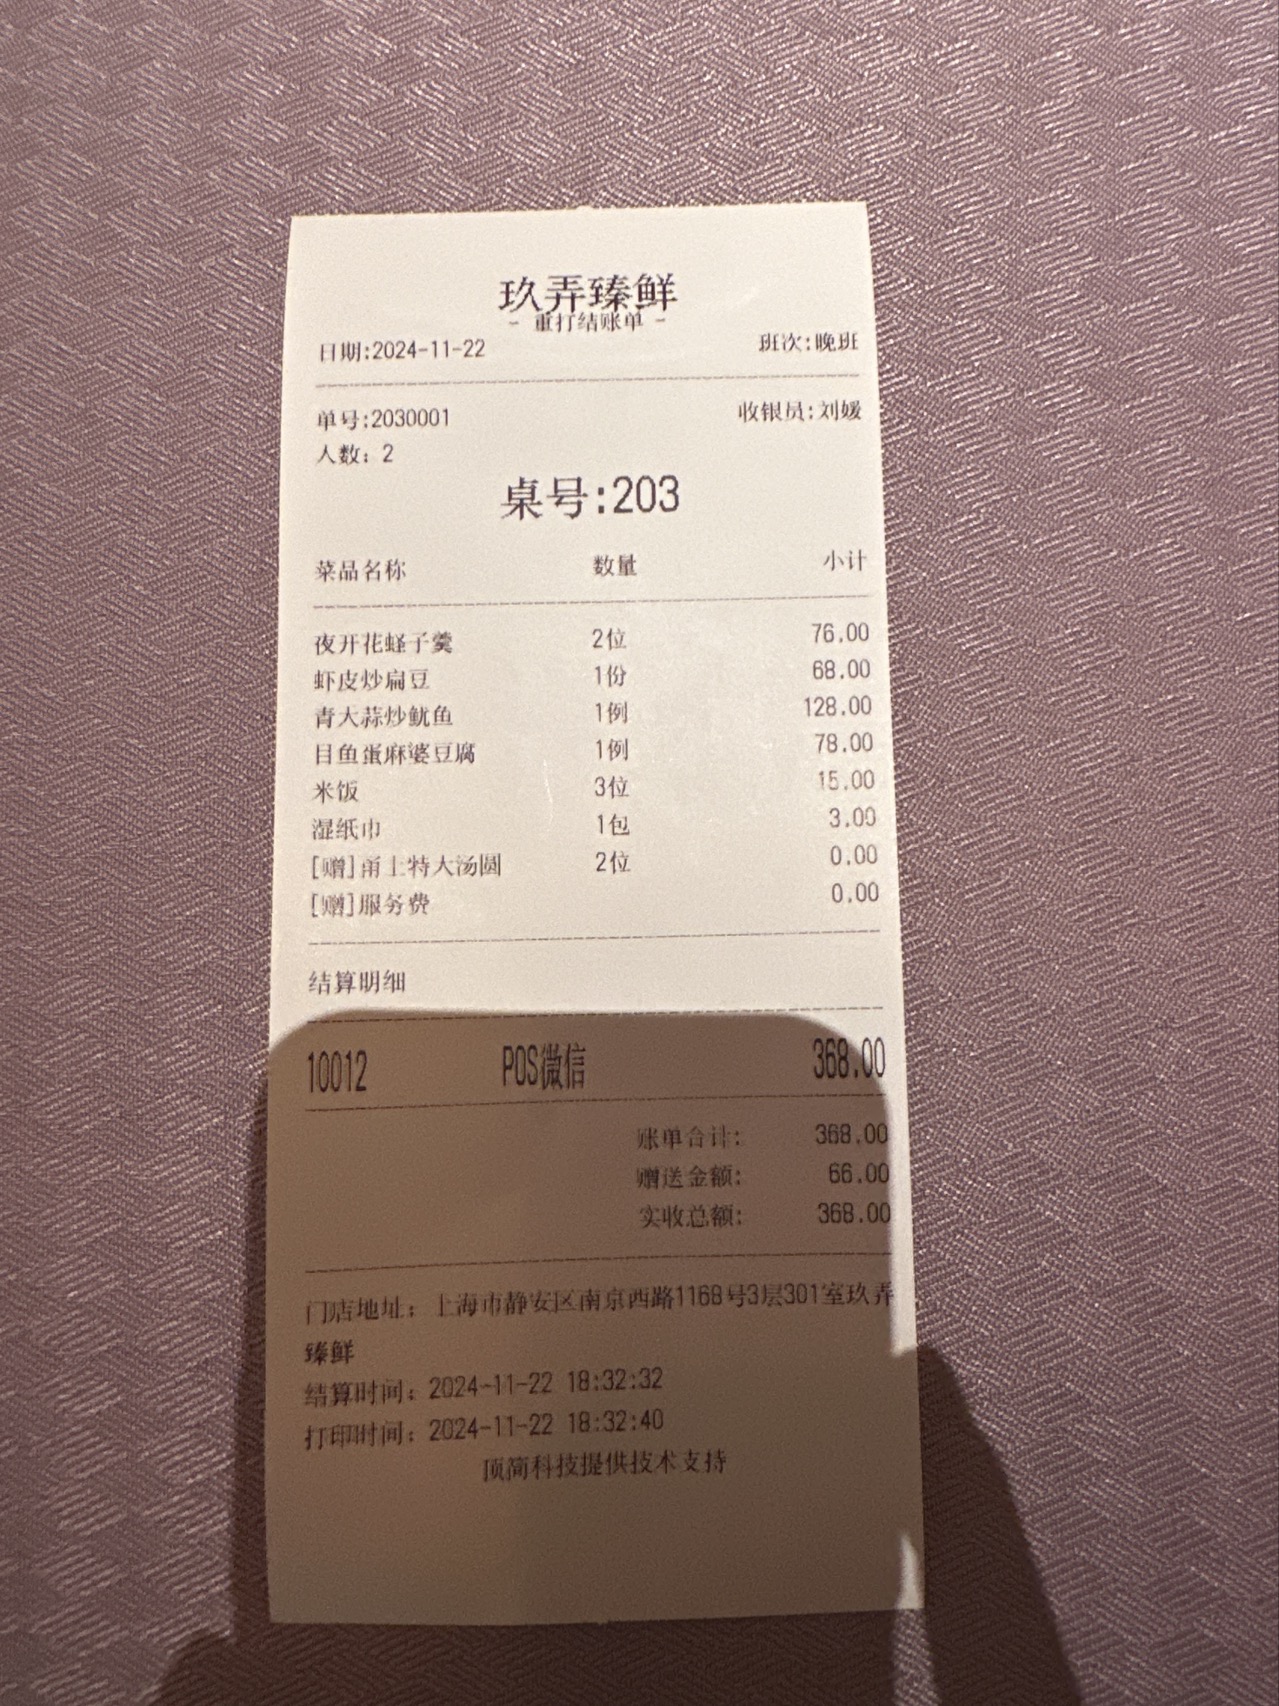 玖弄臻鲜
- 重打结账单 -
日期:2024-11-22 班次:晚班
单号:2030001 收银员:刘媛
人数: 2
桌号:203
菜品名称 数量 小计
夜开花蛏子羹 2位 76.00
虾皮炒扁豆 1份 68.00
青大蒜炒鱿鱼 1例 128.00
目鱼蛋麻婆豆腐 1例 78.00
米饭 3位 15.00
湿纸巾 1包 3.00
[赠]甬上特大汤圆 2位 0.00
[赠]服务费 0.00
结算明细
10012 POS微信 368.00
账单合计: 368.00
赠送金额: 66.00
实收总额: 368.00
门店地址: 上海市静安区南京西路1168号3层301室玖弄
臻鲜
结算时间: 2024-11-22 18:32:32
打印时间: 2024-11-22 18:32:40
顶简科技提供技术支持